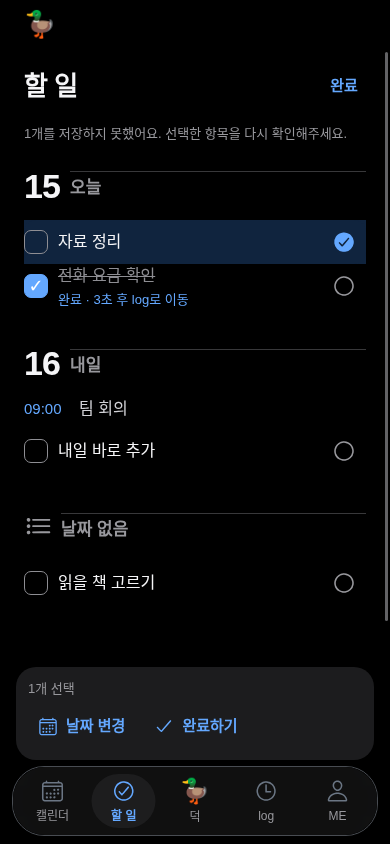 할 일
완료
1개를 저장하지 못했어요. 선택한 항목을 다시 확인해주세요.
15 오늘
자료 정리
전화 요금 확인
완료 · 3초 후 log로 이동
16 내일
09:00 팀 회의
내일 바로 추가
날짜 없음
읽을 책 고르기
1개 선택
날짜 변경 완료하기
캘린더 할 일 덕 log ME